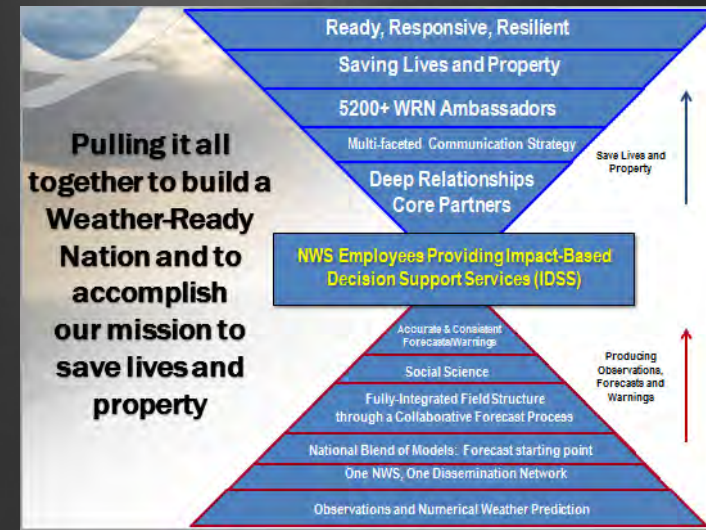 Pulling it all
together to build a
Weather-Ready
Nation and to
accomplish
our mission to
save lives and
property
Ready, Responsive, Resilient
Saving Lives and Property
5200+ WRN Ambassadors
Multi-faceted Communication Strategy
Deep Relationships
Core Partners
Save Lives and
Property
NWS Employees Providing Impact-Based
Decision Support Services (IDSS)
Accurate & Consistent
Forecasts/Warnings
Social Science
Fully-Integrated Field Structure
through a Collaborative Forecast Process
National Blend of Models: Forecast starting point
One NWS, One Dissemination Network
Observations and Numerical Weather Prediction
Producing
Observations,
Forecasts and
Warnings